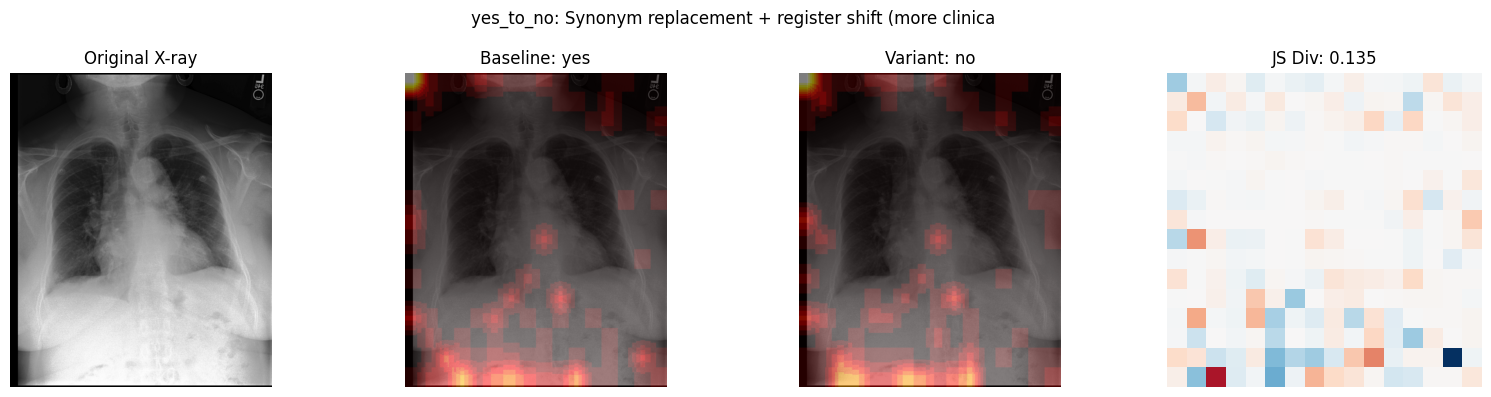 yes_to_no: Synonym replacement + register shift (more clinica
Original X-ray
Baseline: yes
Variant: no
JS Div: 0.135